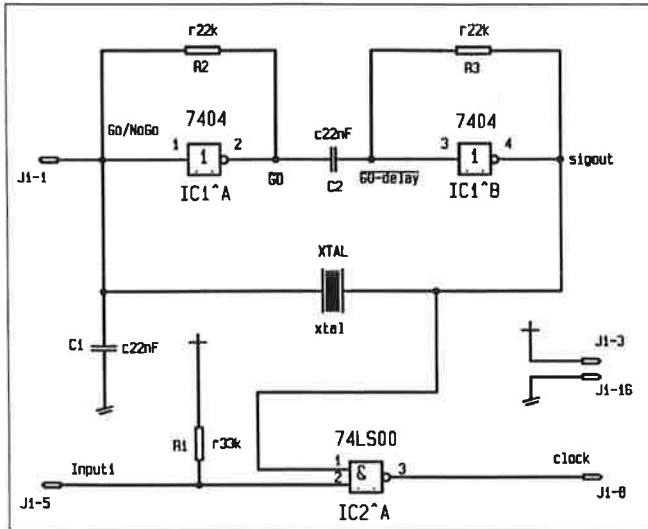 r22k
R2
r22k
R3
7404
c22nF
7404
Go/NoGo
1
1
2
3
1
4
sigout
J1-1
IC1^A
GO
C2
GO-delay
IC1^B
XTAL
xtal
C1
c22nF
J1-3
J1-16
R1
r33k
74LS00
Input1
1
2
&
3
clock
J1-5
J1-8
IC2^A